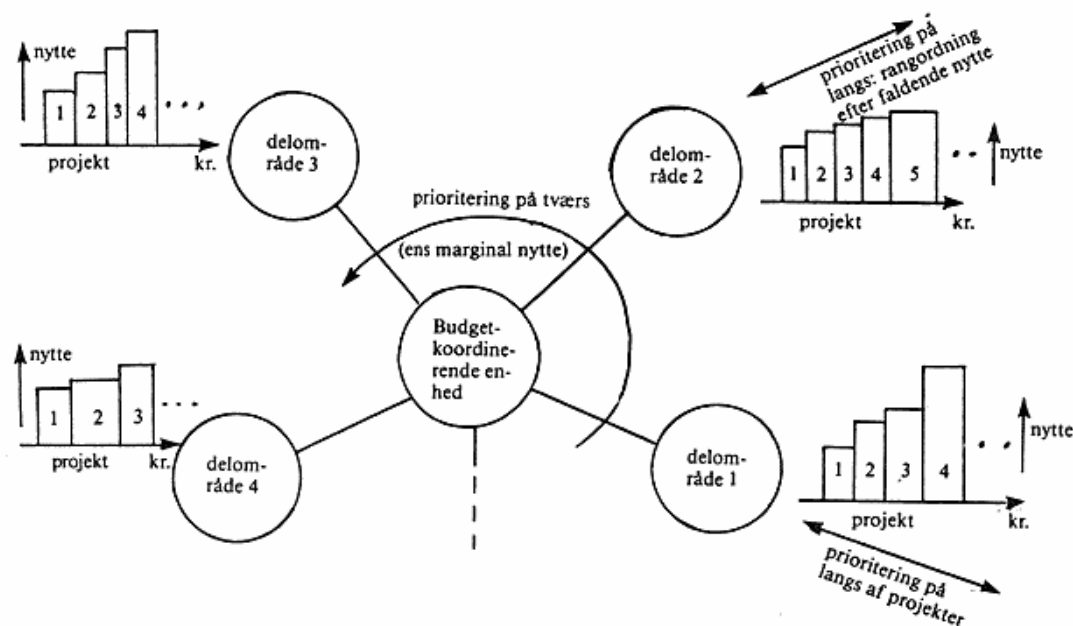 nytte
1 2 3 4
projekt kr.
delom-
råde 3
delom-
råde 2
prioritering på
langs: rangordning
efter faldende nytte
nytte
1 2 3 4 5
projekt kr.
prioritering på tværs
(ens marginal nytte)
Budget-
koordine-
rende en-
hed
nytte
1 2 3
projekt kr.
delom-
råde 4
delom-
råde 1
nytte
1 2 3 4
projekt kr.
prioritering på
langs af projekter